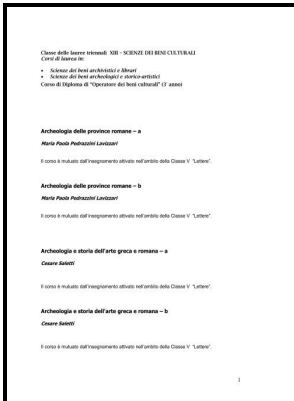 Classe delle lauree triennali XIII – SCIENZE DEI BENI CULTURALI
Corsi di laurea in:
• Scienze dei beni archivistici e librari
• Scienze dei beni archeologici e storico-artistici
Corso di Diploma di "Operatore dei beni culturali" (3° anno)
Archeologia delle province romane – a
Maria Paola Pedrazzini Lavizzari
Il corso è mutuato dall'insegnamento attivato nell'ambito della Classe V "Lettere".
Archeologia delle province romane – b
Maria Paola Pedrazzini Lavizzari
Il corso è mutuato dall'insegnamento attivato nell'ambito della Classe V "Lettere".
Archeologia e storia dell'arte greca e romana – a
Cesare Saletti
Il corso è mutuato dall'insegnamento attivato nell'ambito della Classe V "Lettere".
Archeologia e storia dell'arte greca e romana – b
Cesare Saletti
Il corso è mutuato dall'insegnamento attivato nell'ambito della Classe V "Lettere".
1